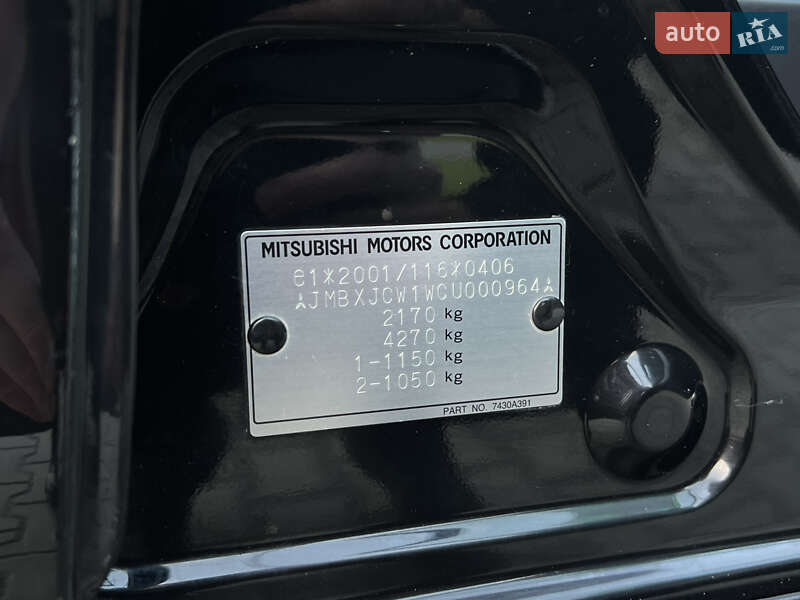 auto RIA .com
MITSUBISHI MOTORS CORPORATION
e1*2001/116*0406
JMBXJCW1WCU000964
2170 kg
4270 kg
1-1150 kg
2-1050 kg
PART NO. 7430A391